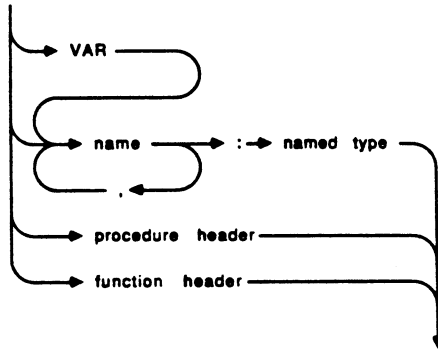 VAR
name : named type
,
procedure header
function header